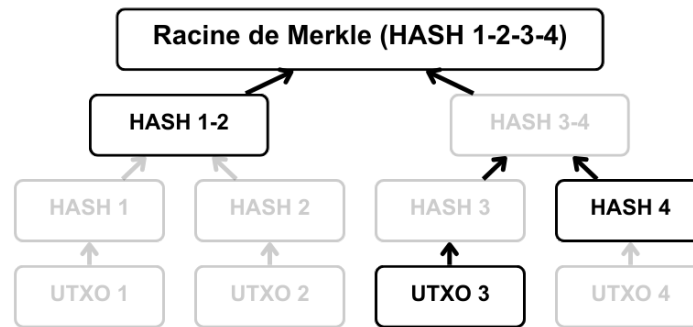 Racine de Merkle (HASH 1-2-3-4)
HASH 1-2
HASH 3-4
HASH 1
HASH 2
HASH 3
HASH 4
UTXO 1
UTXO 2
UTXO 3
UTXO 4